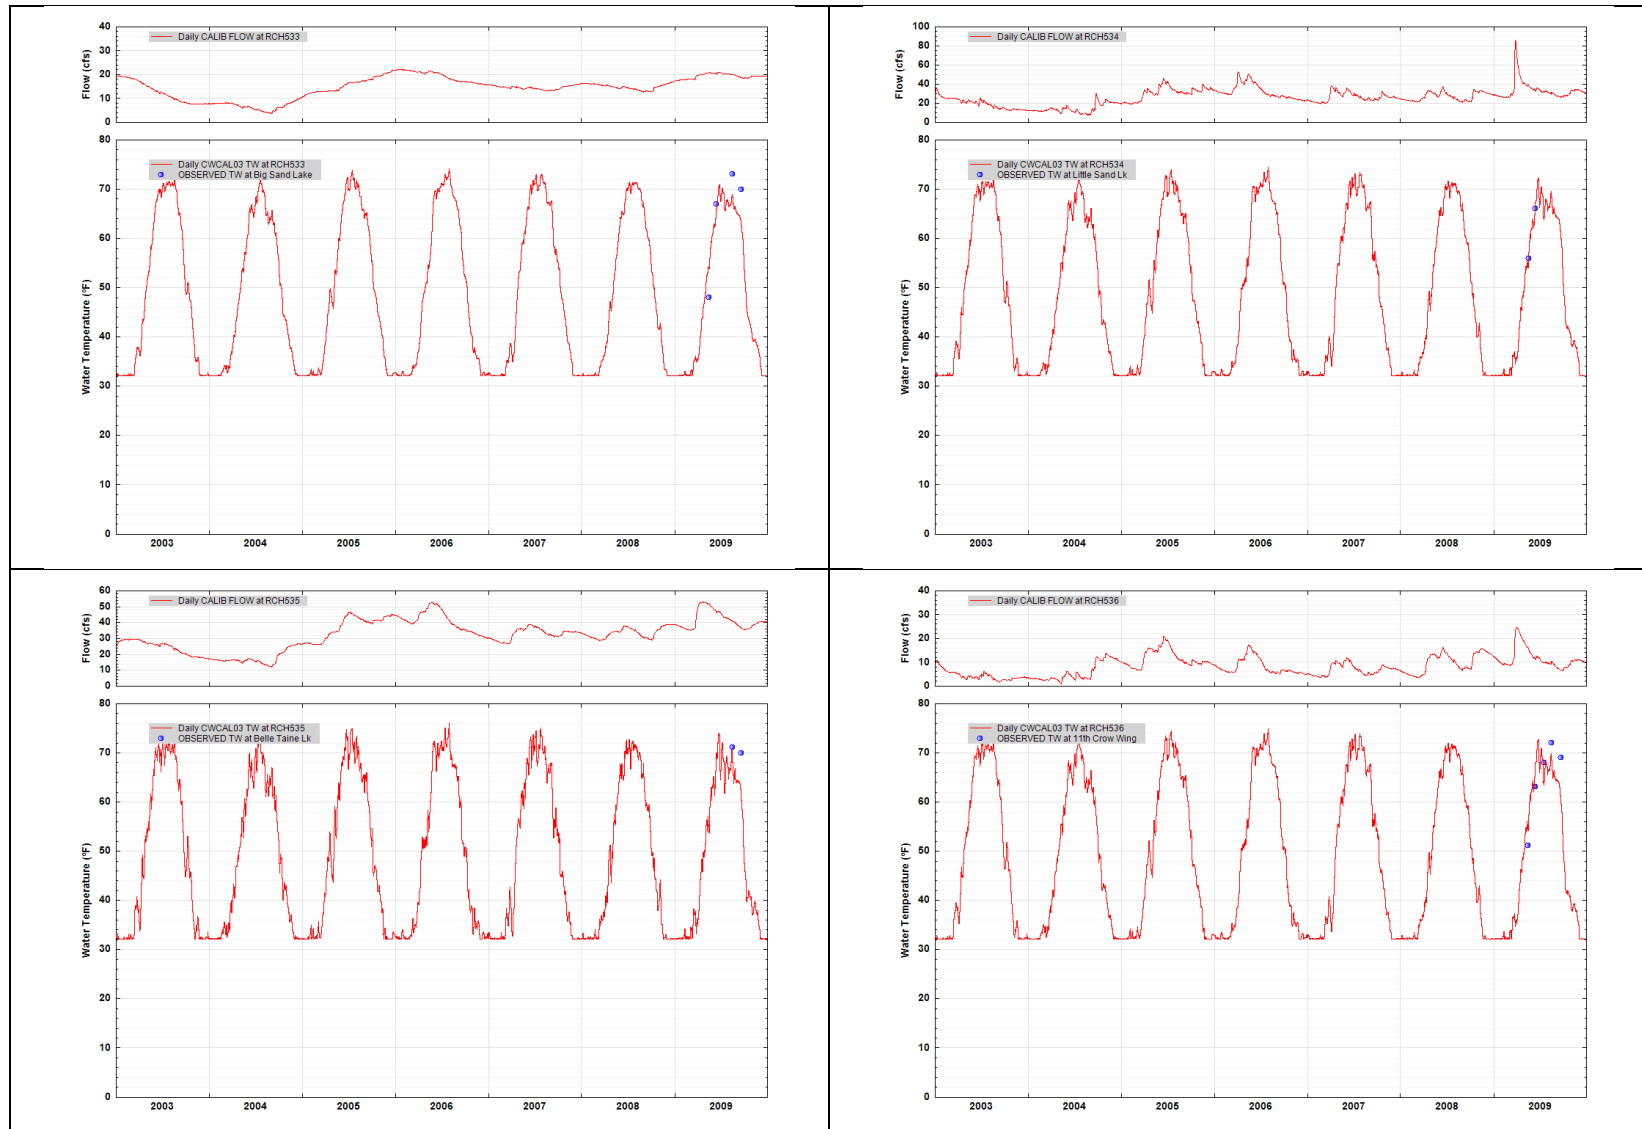 40
30
20
10
0
Flow (cfs)
Daily CALIB FLOW at RCH533
80
70
60
50
40
30
20
10
0
Water Temperature (°F)
Daily CWCAL03 TW at RCH533
OBSERVED TW at Big Sand Lake
2003 2004 2005 2006 2007 2008 2009
100
80
60
40
20
0
Flow (cfs)
Daily CALIB FLOW at RCH534
80
70
60
50
40
30
20
10
0
Water Temperature (°F)
Daily CWCAL03 TW at RCH534
OBSERVED TW at Little Sand Lk
2003 2004 2005 2006 2007 2008 2009
60
50
40
30
20
10
0
Flow (cfs)
Daily CALIB FLOW at RCH535
80
70
60
50
40
30
20
10
0
Water Temperature (°F)
Daily CWCAL03 TW at RCH535
OBSERVED TW at Belle Taine Lk
2003 2004 2005 2006 2007 2008 2009
40
30
20
10
0
Flow (cfs)
Daily CALIB FLOW at RCH536
80
70
60
50
40
30
20
10
0
Water Temperature (°F)
Daily CWCAL03 TW at RCH536
OBSERVED TW at 11th Crow Wing
2003 2004 2005 2006 2007 2008 2009